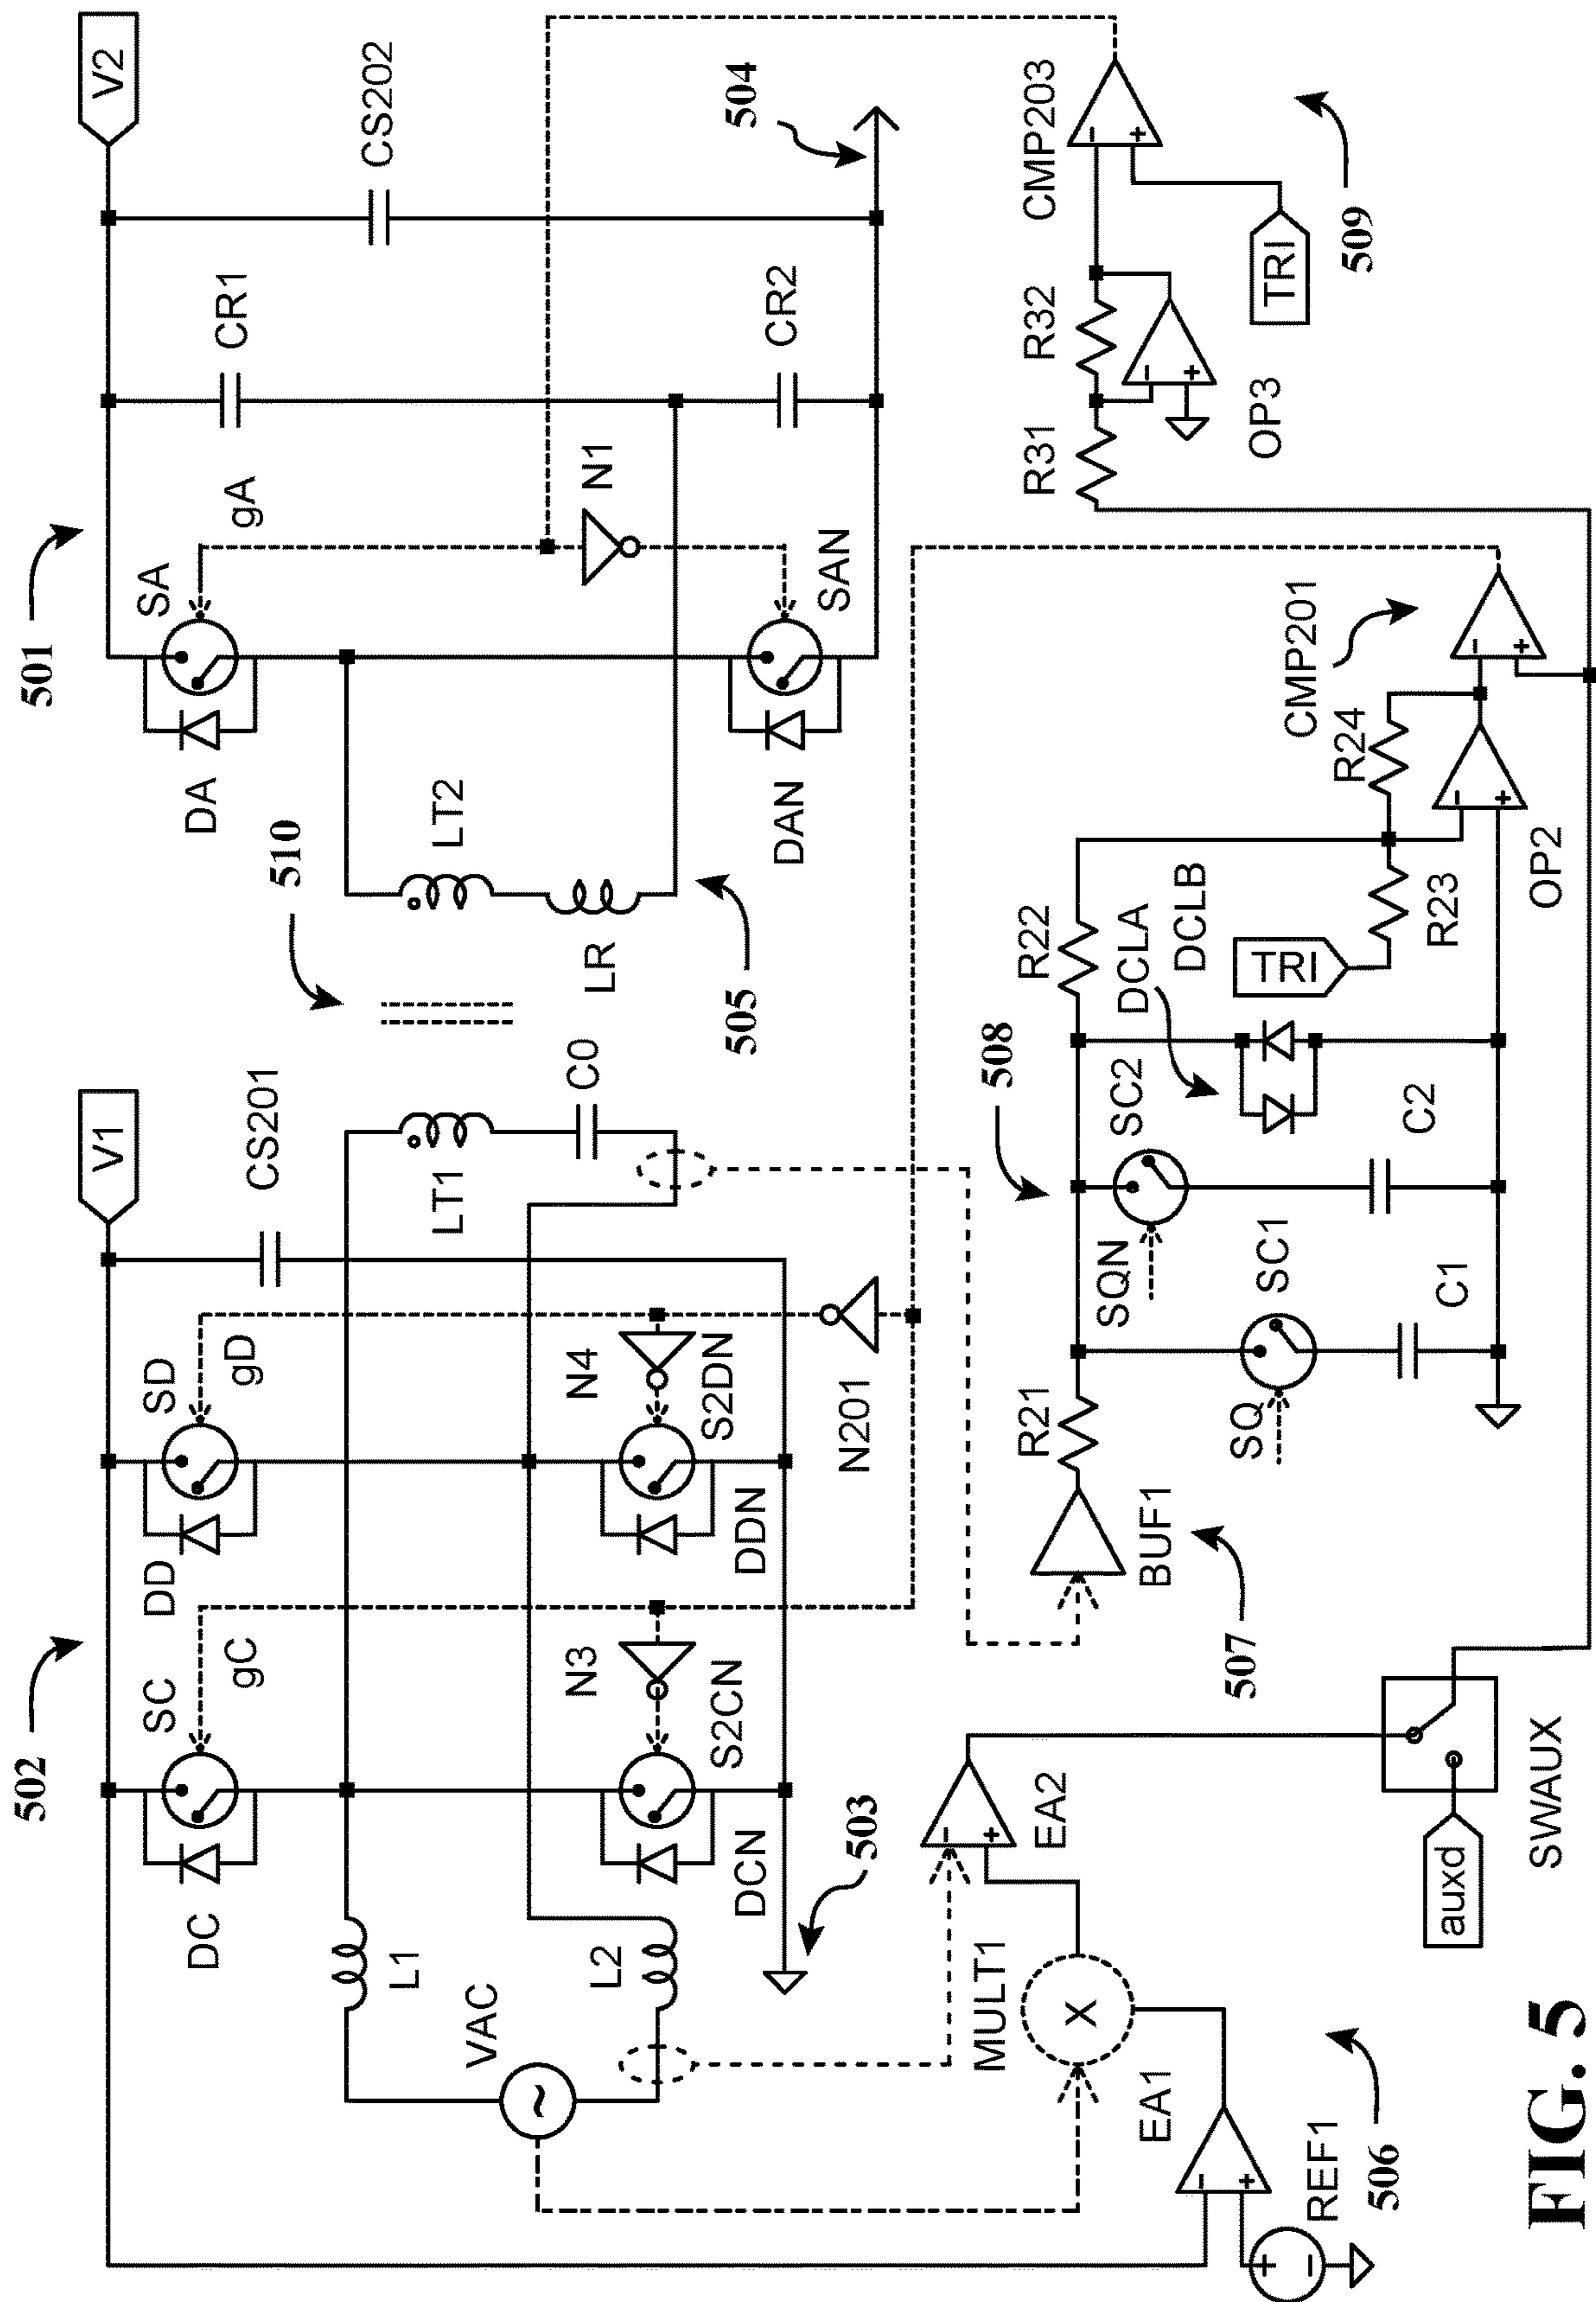 502
V1
501
V2
SC
gC
DC
SD
gD
DD
CS201
SA
gA
DA
CR1
CS202
L1
VAC
L2
N3
S2CN
DCN
N4
S2DN
DDN
LT1
C0
510
LT2
LR
505
N1
SAN
DAN
CR2
504
503
N201
~
MULT1
X
EA1
-
+
REF1
+
-
506
EA2
-
+
auxd
SWAUX
507
BUF1
R21
SQ
SC1
C1
SQN
SC2
C2
508
DCLA
DCLB
R22
TRI
R23
R24
-
+
OP2
CMP201
-
+
R31
R32
-
+
OP3
CMP203
-
+
TRI
509
FIG. 5